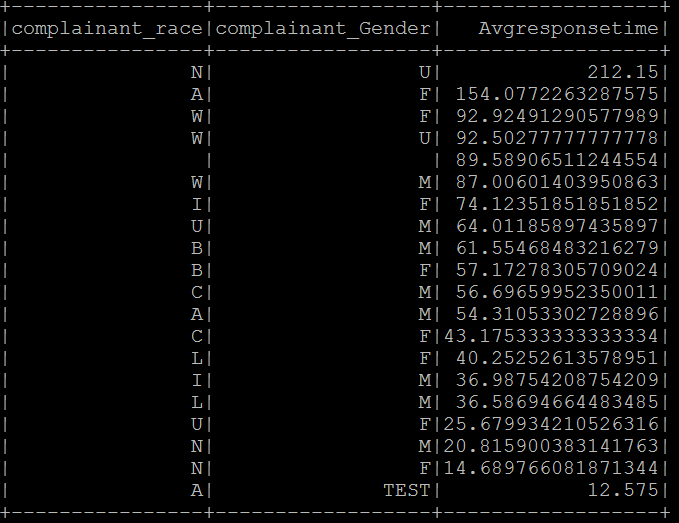 +----------------+------------------+------------------+
|complainant_race|complainant_Gender|   Avgresponsetime|
+----------------+------------------+------------------+
|               N|                 U|            212.15|
|               A|                 F| 154.0772263287575|
|               W|                 F| 92.92491290577989|
|               W|                 U| 92.50277777777778|
|                |                  | 89.58906511244554|
|               W|                 M| 87.00601403950863|
|               I|                 F| 74.12351851851852|
|               U|                 M| 64.01185897435897|
|               B|                 M| 61.55468483216279|
|               B|                 F| 57.17278305709024|
|               C|                 M| 56.69659952350011|
|               A|                 M| 54.31053302728896|
|               C|                 F|43.175333333333334|
|               L|                 F| 40.25252613578951|
|               I|                 M| 36.98754208754209|
|               L|                 M| 36.58694664483485|
|               U|                 F|25.679934210526316|
|               N|                 M|20.815900383141763|
|               N|                 F|14.689766081871344|
|               A|              TEST|            12.575|
+----------------+------------------+------------------+